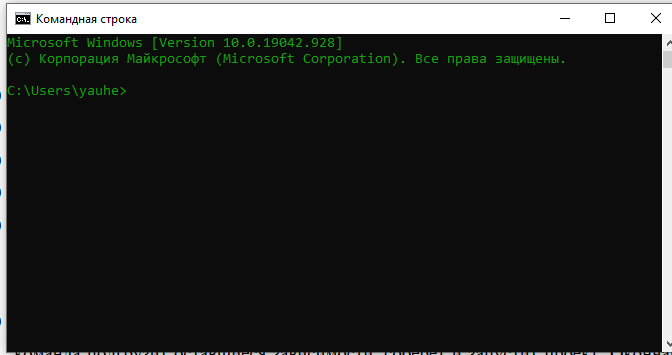 Командная строка
Microsoft Windows [Version 10.0.19042.928]
(c) Корпорация Майкрософт (Microsoft Corporation). Все права защищены.
C:\Users\yauhe>